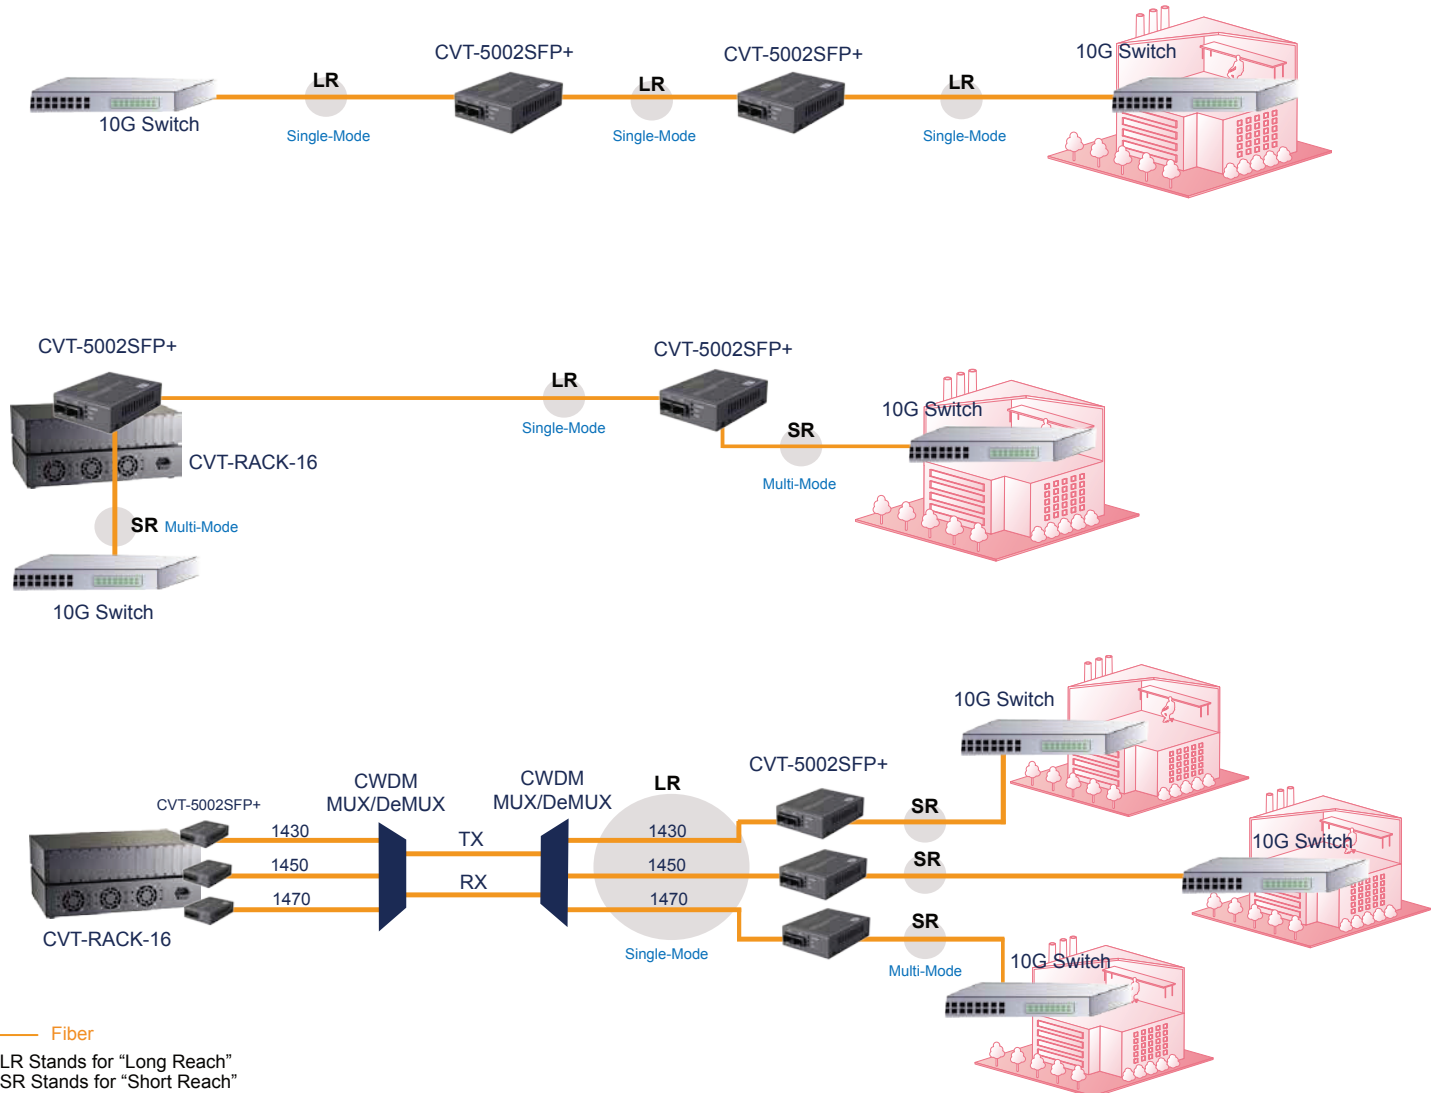 CVT-5002SFP+
CVT-5002SFP+
10G Switch
LR
LR
LR
10G Switch
Single-Mode
Single-Mode
Single-Mode
CVT-5002SFP+
CVT-5002SFP+
LR
10G Switch
Single-Mode
SR
CVT-RACK-16
Multi-Mode
SR Multi-Mode
10G Switch
10G Switch
CVT-5002SFP+
CWDM
MUX/DeMUX
CWDM
MUX/DeMUX
LR
CVT-5002SFP+
SR
1430
TX
1430
10G Switch
1450
1450
SR
RX
1470
1470
SR
CVT-RACK-16
Single-Mode
Multi-Mode
10G Switch
Fiber
LR Stands for “Long Reach”
SR Stands for “Short Reach”